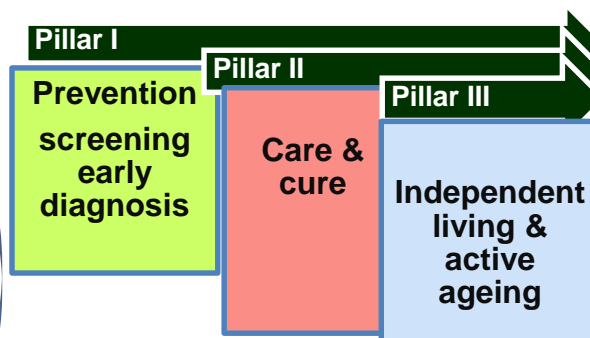 Pillar I
Prevention
screening
early
diagnosis
Pillar II
Care &
cure
Pillar III
Independent
living &
active
ageing